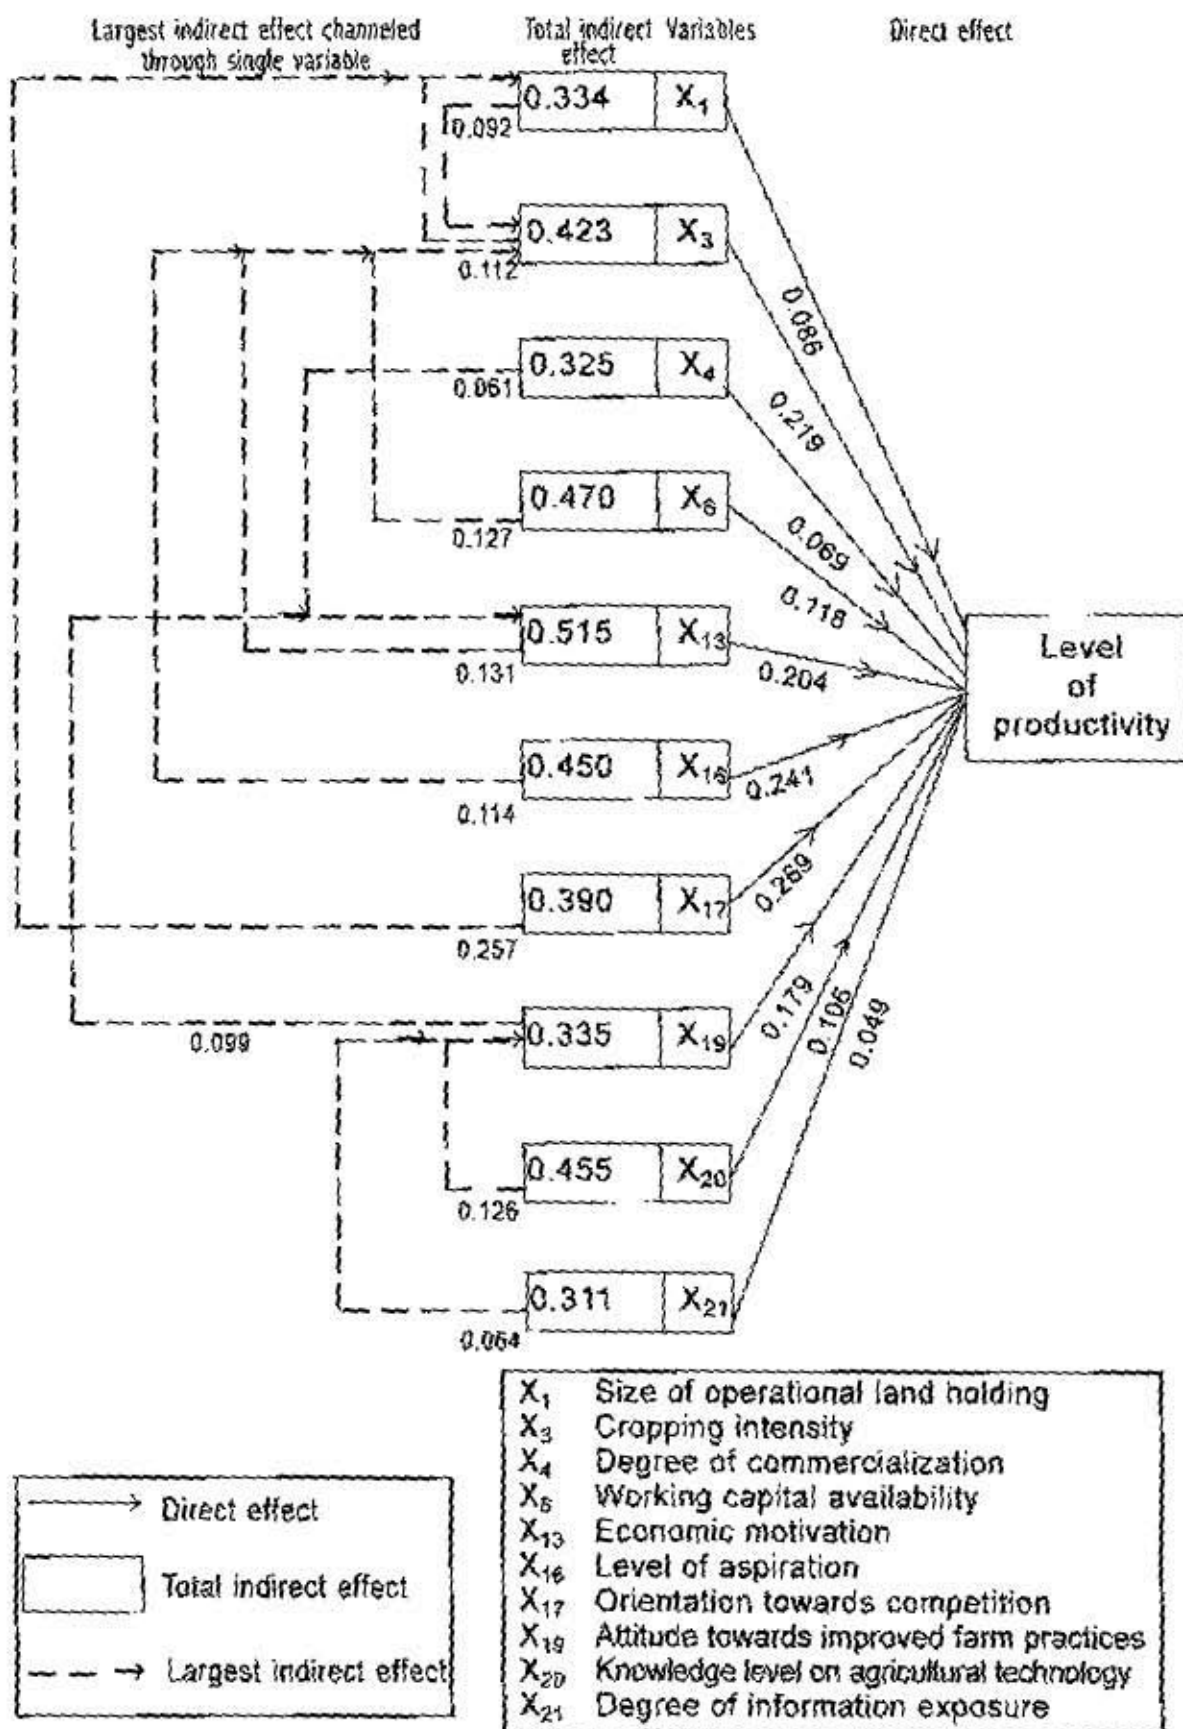 Largest indirect effect channeled through single variable
Total indirect effect
Variables
Direct effect
0.334 X₁
0.092
0.423 X₃
0.112
0.325 X₄
0.061
0.470 X₆
0.127
0.515 X₁₃
0.131
0.450 X₁₆
0.114
0.390 X₁₇
0.257
0.335 X₁₉
0.099
0.455 X₂₀
0.126
0.311 X₂₁
0.064
0.086
0.219
0.069
0.118
0.204
0.241
0.269
0.179
0.106
0.049
Level
of
productivity
Direct effect
Total indirect effect
Largest indirect effect
X₁ Size of operational land holding
X₃ Cropping intensity
X₄ Degree of commercialization
X₆ Working capital availability
X₁₃ Economic motivation
X₁₆ Level of aspiration
X₁₇ Orientation towards competition
X₁₉ Attitude towards improved farm practices
X₂₀ Knowledge level on agricultural technology
X₂₁ Degree of information exposure